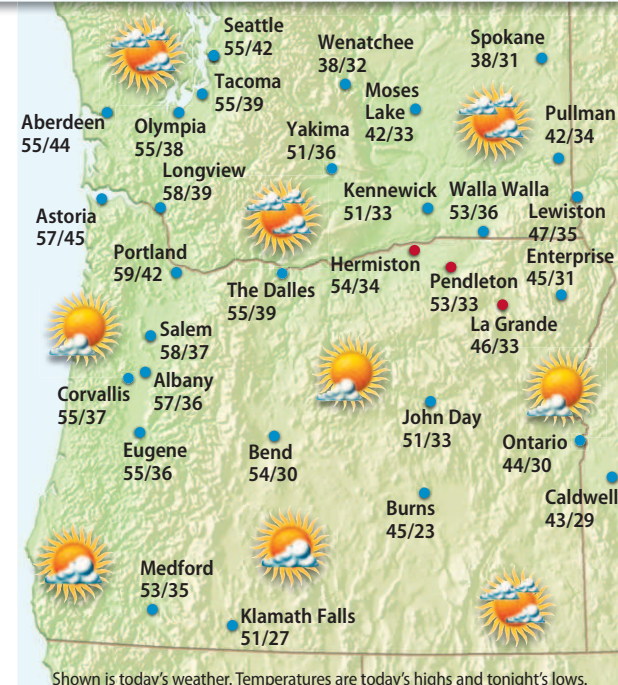 Seattle
55/42
Wenatchee
38/32
Spokane
38/31
Tacoma
55/39
Moses
Lake
42/33
Aberdeen
55/44
Olympia
55/38
Yakima
51/36
Pullman
42/34
Longview
58/39
Kennewick
51/33
Walla Walla
53/36
Lewiston
47/35
Astoria
57/45
Portland
59/42
The Dalles
55/39
Hermiston
54/34
Pendleton
53/33
Enterprise
45/31
La Grande
46/33
Salem
58/37
Albany
57/36
Corvallis
55/37
Eugene
55/36
Bend
54/30
John Day
51/33
Ontario
44/30
Burns
45/23
Caldwell
43/29
Medford
53/35
Klamath Falls
51/27
Shown is today's weather. Temperatures are today's highs and tonight's lows.